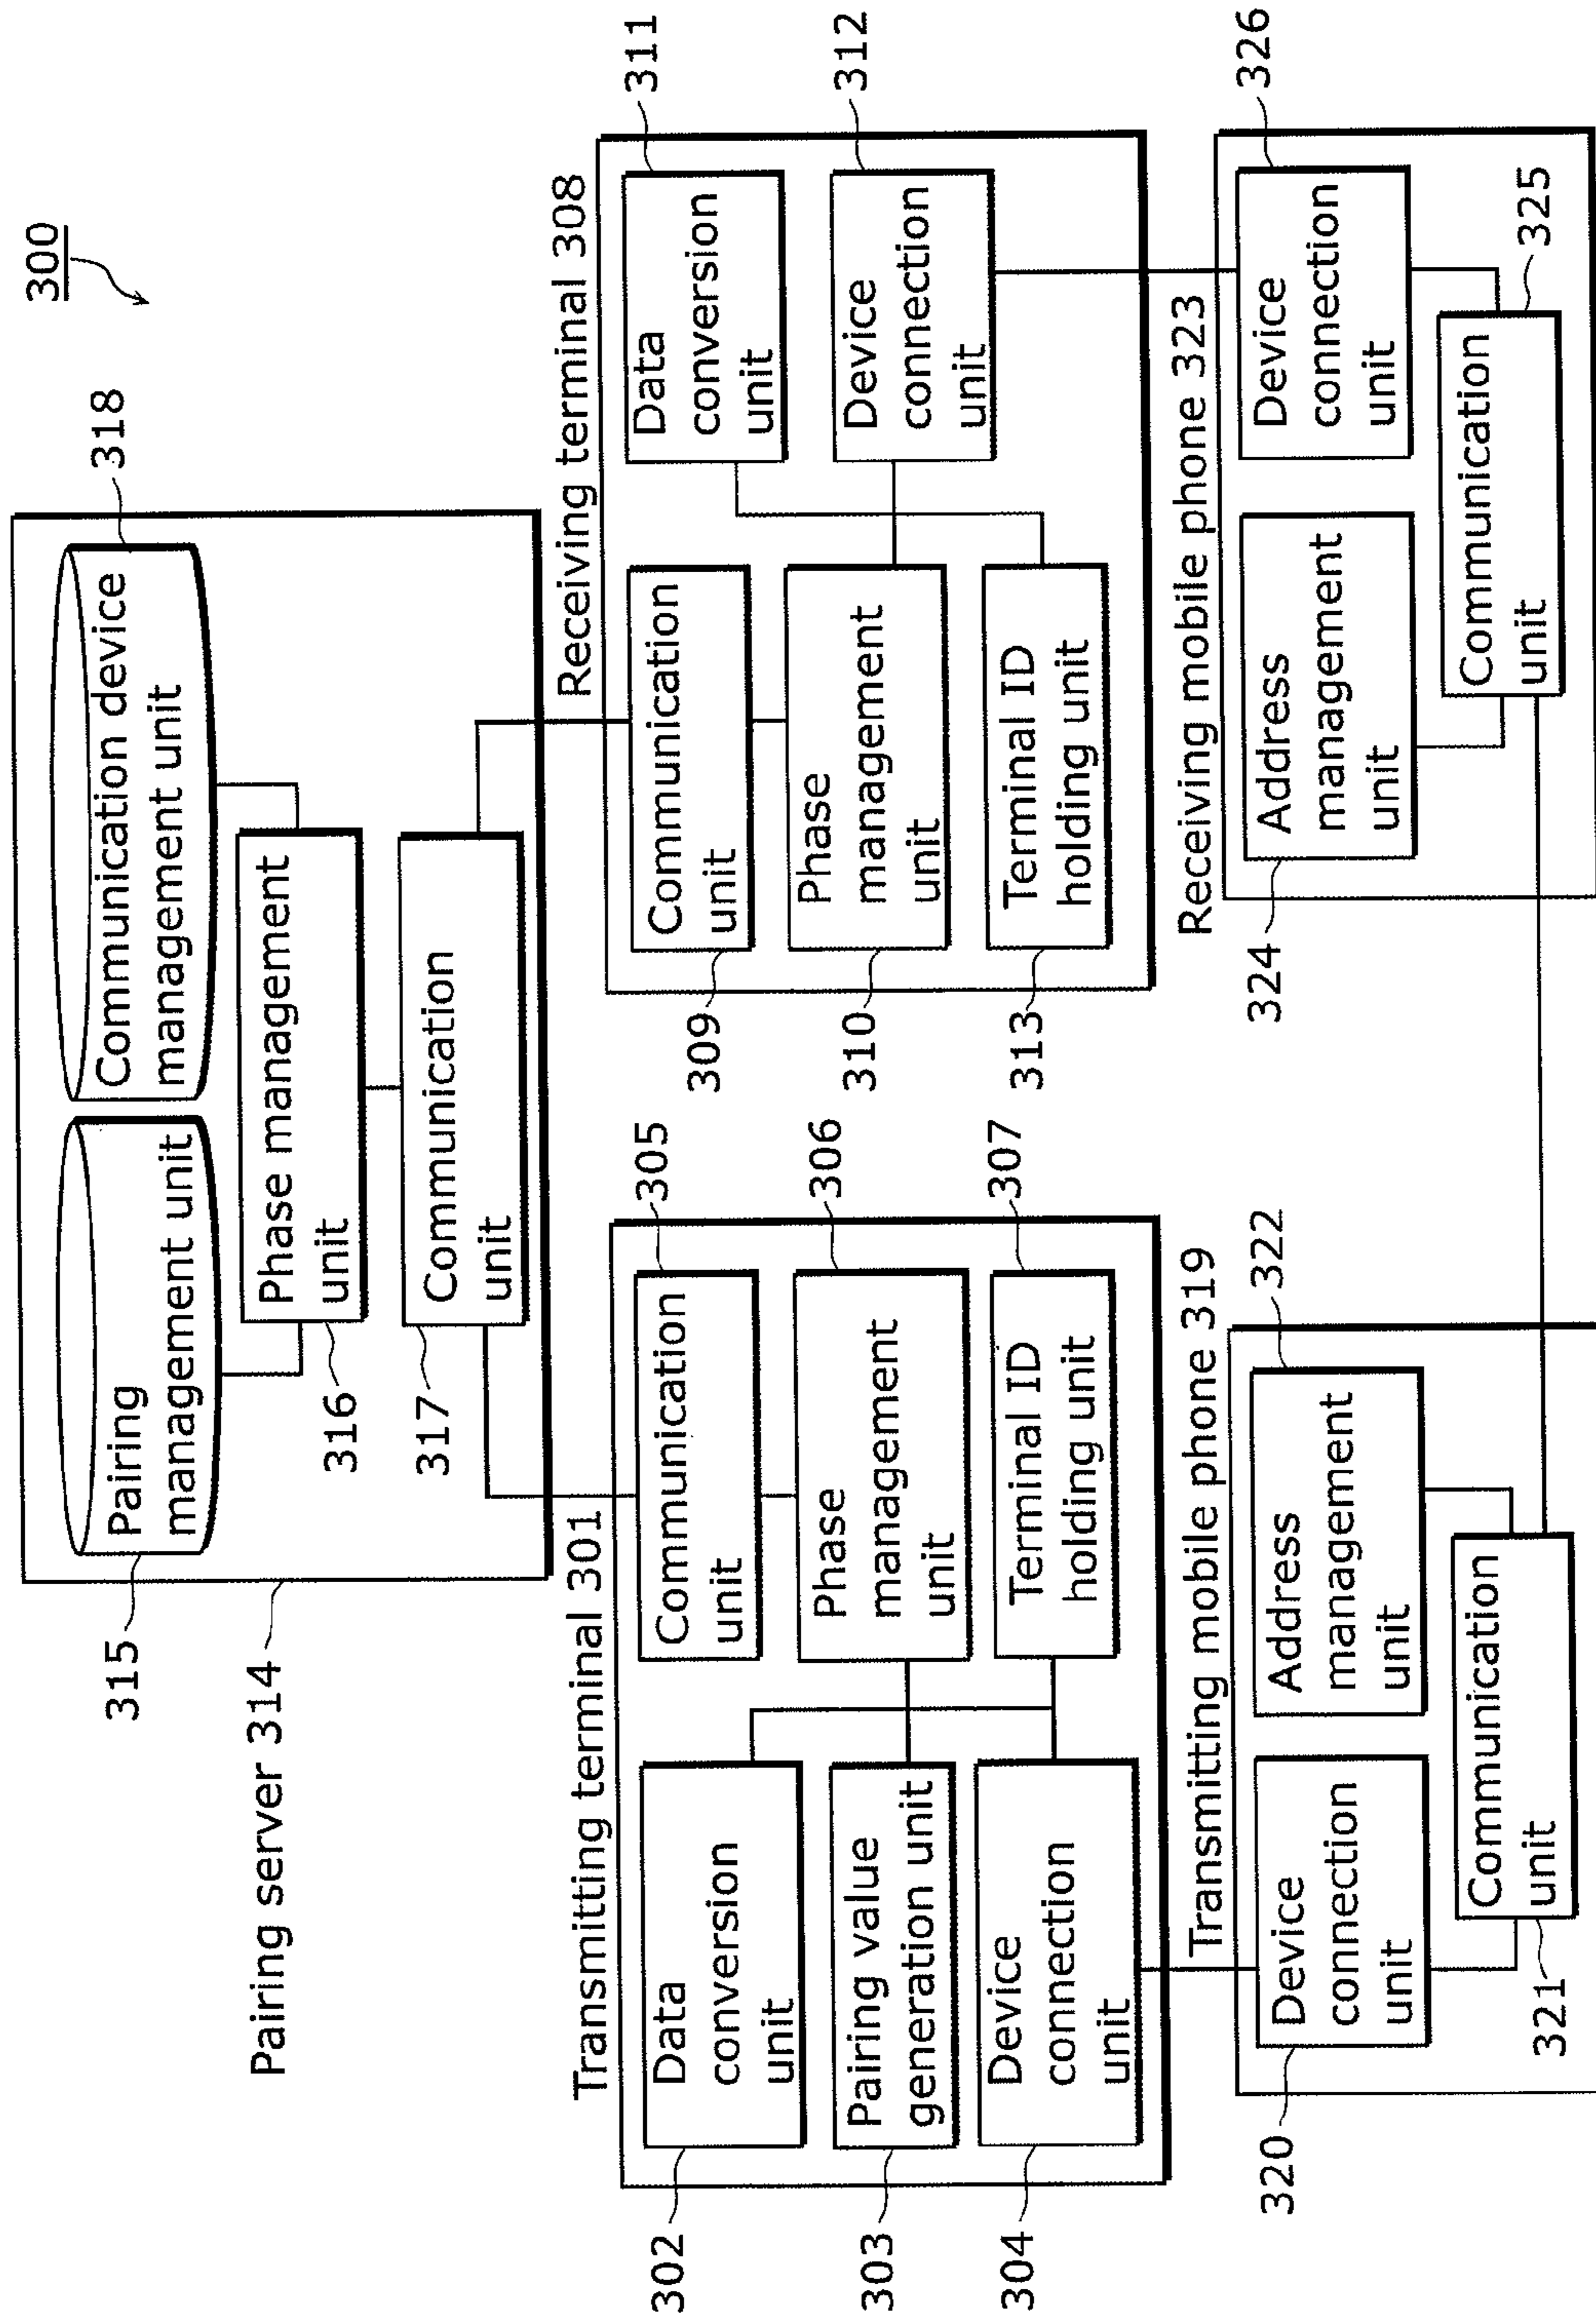 300
Pairing server 314
315
Pairing
management unit
318
Communication device
management unit
316
Phase management
unit
317
Communication
unit
Transmitting terminal 301
302
Data
conversion
unit
303
Pairing value
generation unit
304
Device
connection
unit
305
Communication
unit
306
Phase
management
unit
307
Terminal ID
holding unit
Receiving terminal 308
309
Communication
unit
310
Phase
management
unit
313
Terminal ID
holding unit
311
Data
conversion
unit
312
Device
connection
unit
Transmitting mobile phone 319
320
Device
connection
unit
322
Address
management
unit
321
Communication
unit
Receiving mobile phone 323
324
Address
management
unit
326
Device
connection
unit
325
Communication
unit